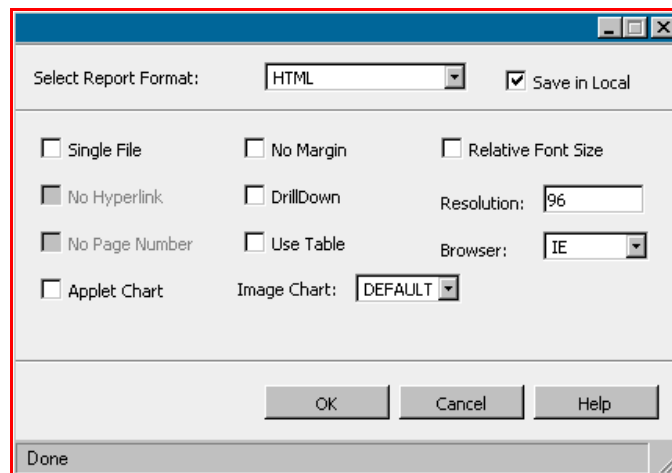 Select Report Format: HTML Save in Local
Single File No Margin Relative Font Size
No Hyperlink DrillDown Resolution: 96
No Page Number Use Table Browser: IE
Applet Chart Image Chart: DEFAULT
OK Cancel Help
Done